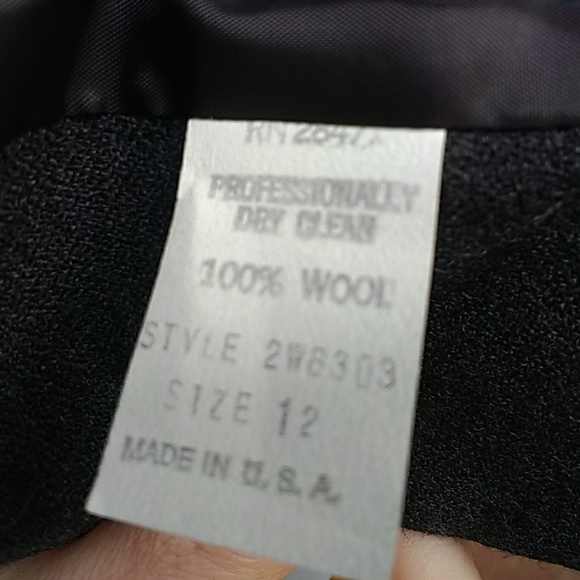 PROFESSIONALLY
DRY CLEAN
100% WOOL
STYLE 2W6303
SIZE 12
MADE IN U.S.A.